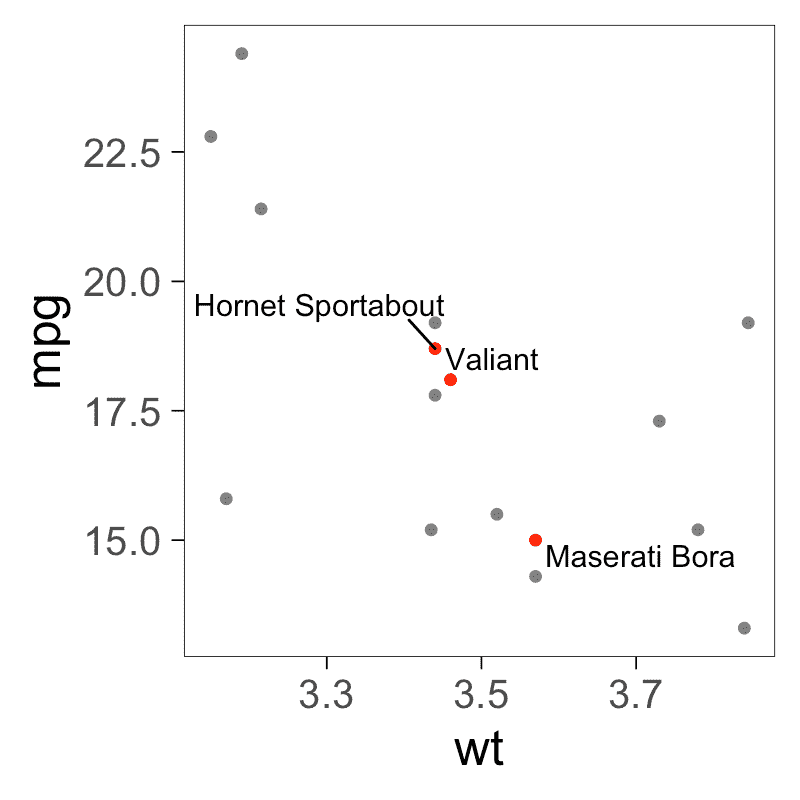 22.5
20.0
17.5
15.0
mpg
Hornet Sportabout
Valiant
Maserati Bora
3.3 3.5 3.7
wt